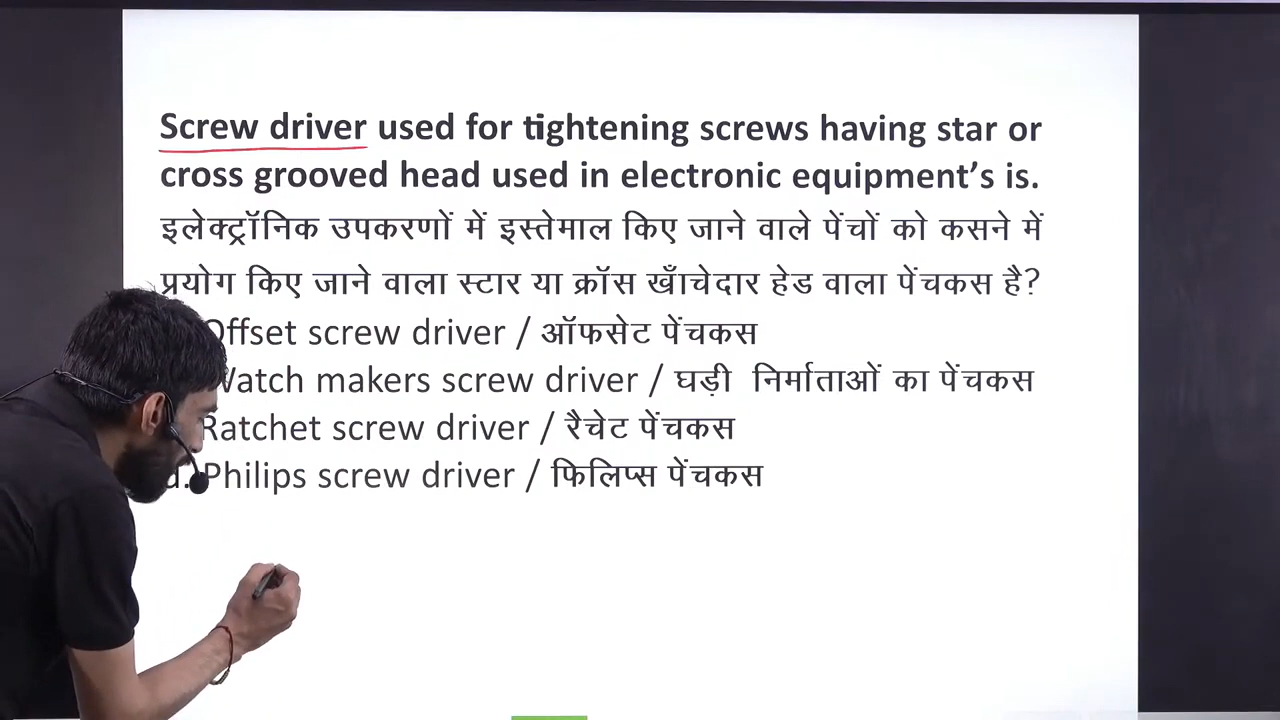 Screw driver used for tightening screws having star or
cross grooved head used in electronic equipment's is.
इलेक्ट्रॉनिक उपकरणों में इस्तेमाल किए जाने वाले पेंचों को कसने में
प्रयोग किए जाने वाला स्टार या क्रॉस खाँचेदार हेड वाला पेंचकस है?
Offset screw driver / ऑफसेट पेंचकस
Watch makers screw driver / घड़ी निर्माताओं का पेंचकस
Ratchet screw driver / रैचेट पेंचकस
d. Philips screw driver / फिलिप्स पेंचकस